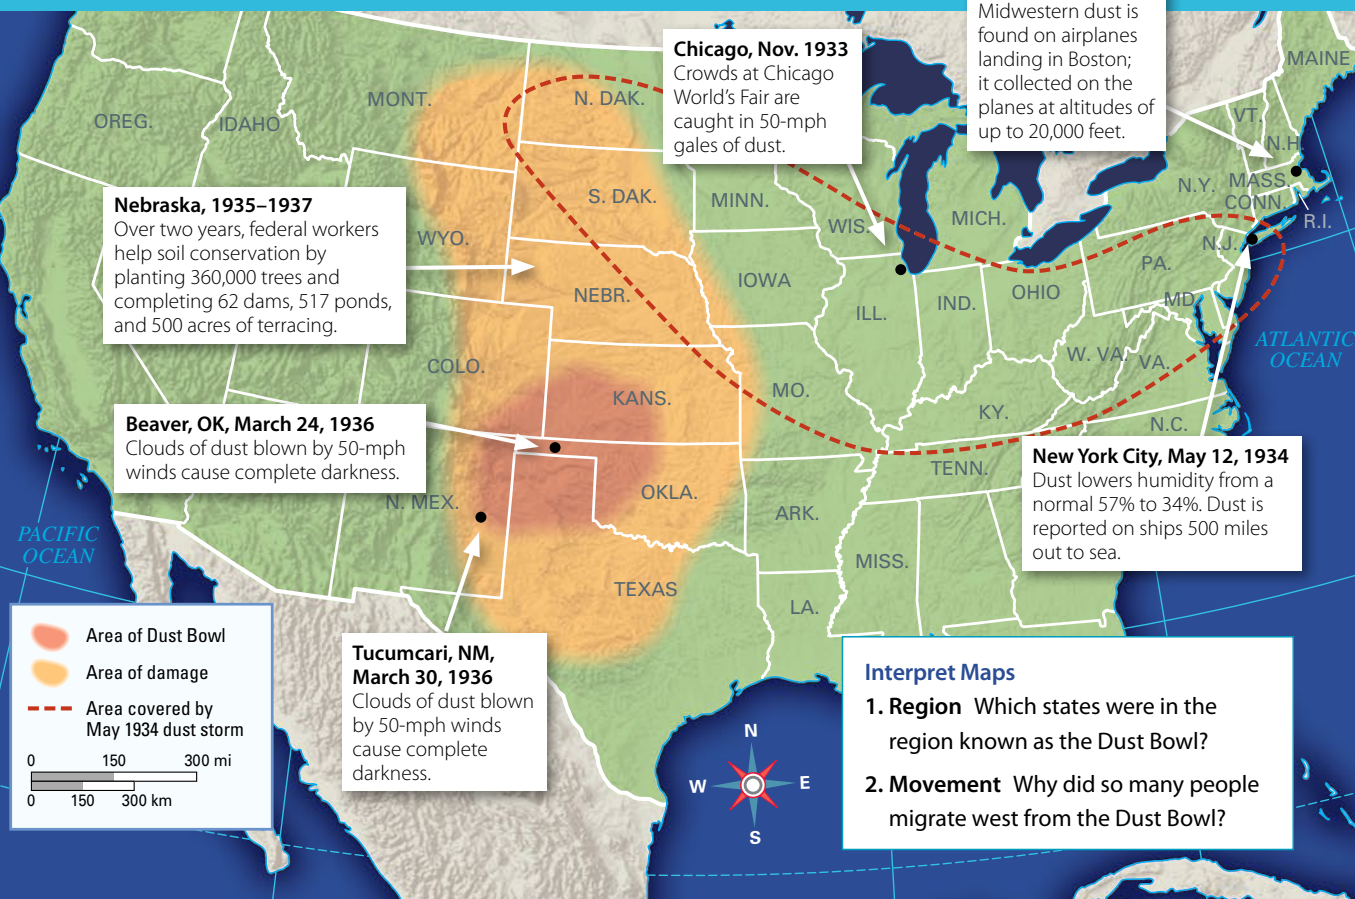 Midwestern dust is
found on airplanes
landing in Boston;
it collected on the
planes at altitudes of
up to 20,000 feet.
Chicago, Nov. 1933
Crowds at Chicago
World's Fair are
caught in 50-mph
gales of dust.
Nebraska, 1935–1937
Over two years, federal workers
help soil conservation by
planting 360,000 trees and
completing 62 dams, 517 ponds,
and 500 acres of terracing.
Beaver, OK, March 24, 1936
Clouds of dust blown by 50-mph
winds cause complete darkness.
New York City, May 12, 1934
Dust lowers humidity from a
normal 57% to 34%. Dust is
reported on ships 500 miles
out to sea.
Tucumcari, NM,
March 30, 1936
Clouds of dust blown
by 50-mph winds
cause complete
darkness.
OREG.
IDAHO
MONT.
N. DAK.
S. DAK.
MINN.
WIS.
MICH.
MAINE
VT.
N.H.
N.Y.
MASS.
CONN.
R.I.
WYO.
NEBR.
IOWA
ILL.
IND.
OHIO
PA.
N.J.
MD.
COLO.
KANS.
MO.
KY.
W. VA.
VA.
N.C.
N. MEX.
OKLA.
ARK.
TENN.
TEXAS
LA.
MISS.
PACIFIC
OCEAN
ATLANTIC
OCEAN
Area of Dust Bowl
Area of damage
Area covered by
May 1934 dust storm
0 150 300 mi
0 150 300 km
N
W E
S
Interpret Maps
1. Region Which states were in the
region known as the Dust Bowl?
2. Movement Why did so many people
migrate west from the Dust Bowl?